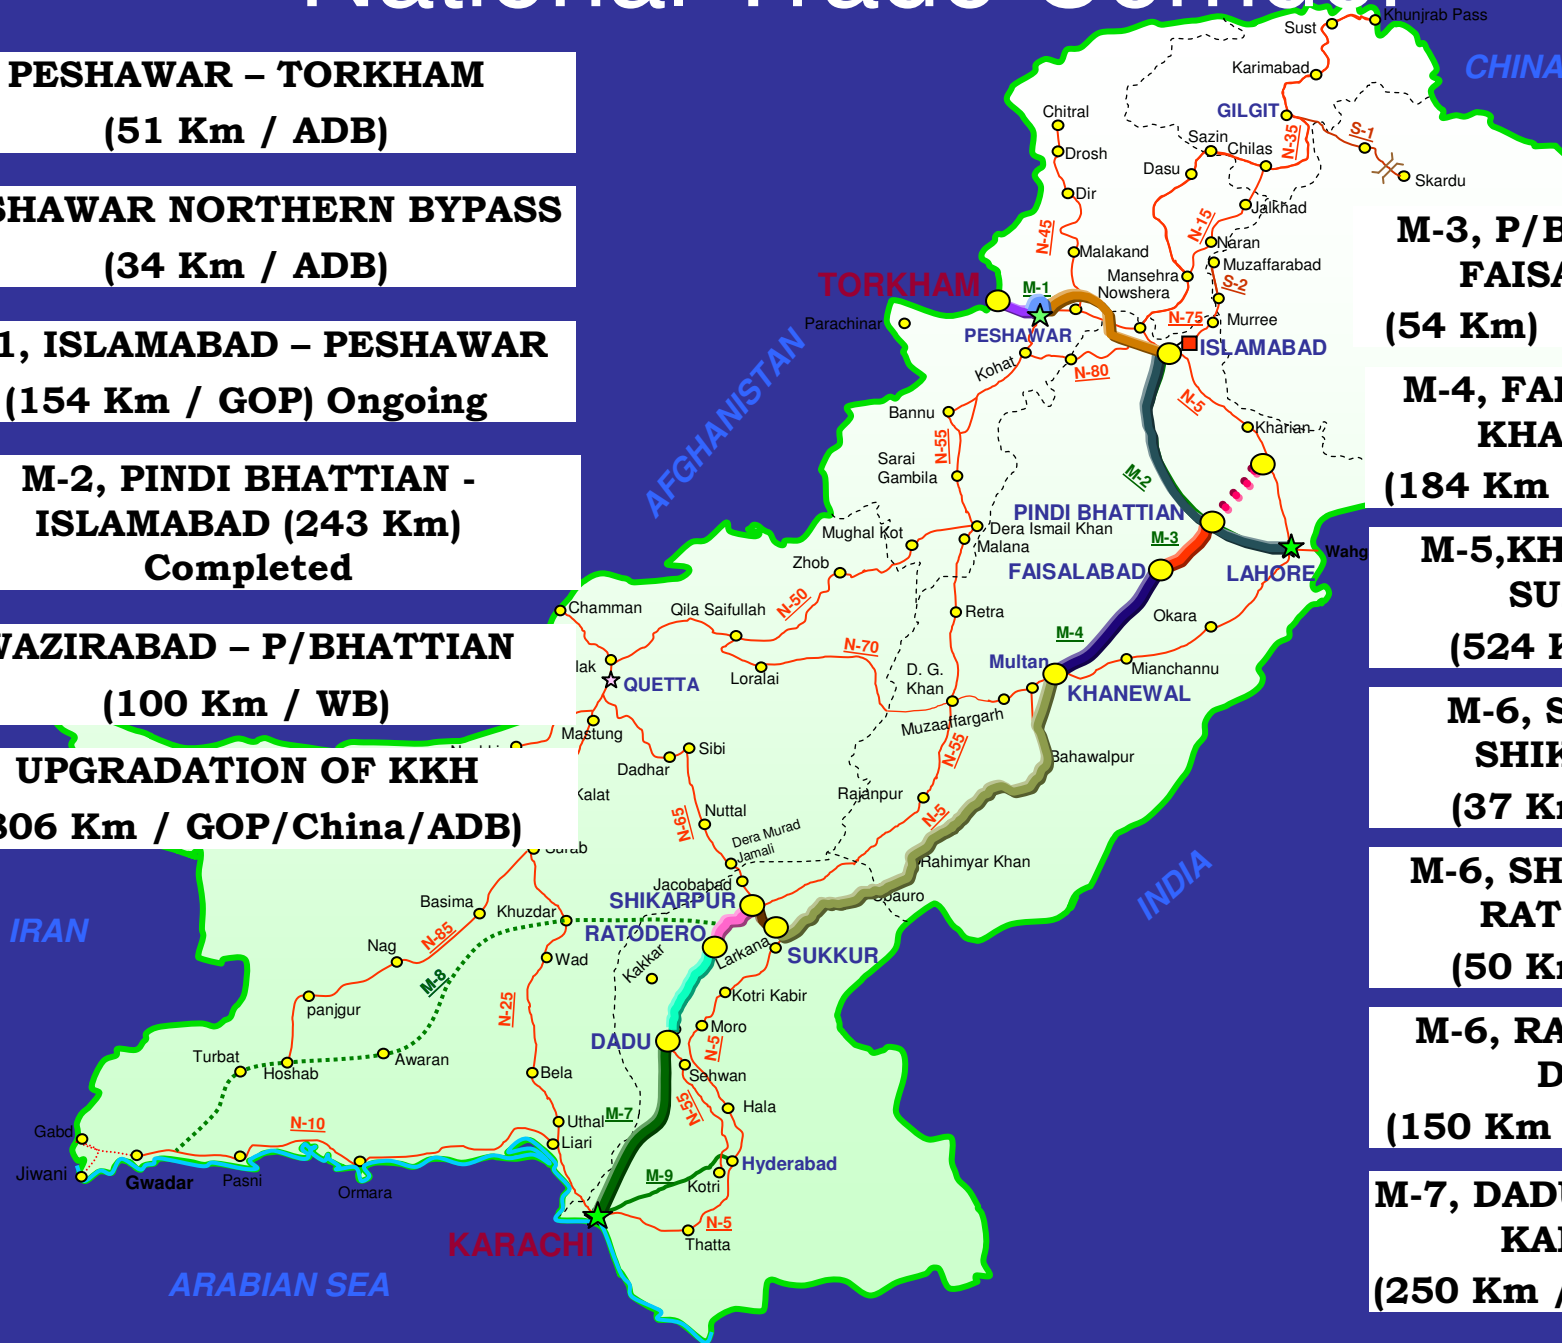 National Trade Corridor
PESHAWAR – TORKHAM
(51 Km / ADB)
SHAWAR NORTHERN BYPASS
(34 Km / ADB)
1, ISLAMABAD – PESHAWAR
(154 Km / GOP) Ongoing
M-2, PINDI BHATTIAN -
ISLAMABAD (243 Km)
Completed
WAZIRABAD – P/BHATTIAN
(100 Km / WB)
UPGRADATION OF KKH
806 Km / GOP/China/ADB)
M-3, P/B
FAISA
(54 Km)
M-4, FAI
KHA
(184 Km
M-5,KH
SU
(524 K
M-6, S
SHIK
(37 K
M-6, SH
RAT
(50 K
M-6, RA
D
(150 Km
M-7, DADU
KA
(250 Km /
CHINA
AFGHANISTAN
IRAN
INDIA
ARABIAN SEA
Khunjrab Pass
Sust
Karimabad
GILGIT
N-35
S-1
Skardu
Chitral
Drosh
Dir
N-45
Malakand
Sazin
Chilas
Dasu
Jalkhad
N-15
Naran
Muzaffarabad
Mansehra
S-2
Nowshera
TORKHAM
M-1
PESHAWAR
Parachinar
N-75
Murree
ISLAMABAD
Kohat
N-80
N-5
Bannu
Kharian
N-55
Sarai
Gambila
M-2
PINDI BHATTIAN
Mughal Kot
Dera Ismail Khan
Malana
M-3
Wahg
Zhob
FAISALABAD
LAHORE
Chamman
Qila Saifullah
N-50
Retra
Okara
M-4
lak
QUETTA
Loralai
N-70
D. G.
Khan
Multan
Mianchannu
KHANEWAL
Muzaaffargarh
Mastung
Sibi
Dadhar
N-55
Bahawalpur
Kalat
Rajanpur
N-65
Nuttal
N-5
Dera Murad
Jamali
Surab
Rahimyar Khan
Jacobabad
SHIKARPUR
Ubauro
Basima
Khuzdar
RATODERO
Larkana
SUKKUR
N-85
Nag
Wad
Kakkar
M-8
Kotri Kabir
panjgur
N-25
Moro
DADU
N-5
Turbat
Hoshab
Awaran
Bela
Sehwan
N-55
Hala
M-7
Uthal
N-10
Liari
Gabd
Jiwani
Gwadar
Pasni
Ormara
Hyderabad
M-9
Kotri
N-5
KARACHI
Thatta